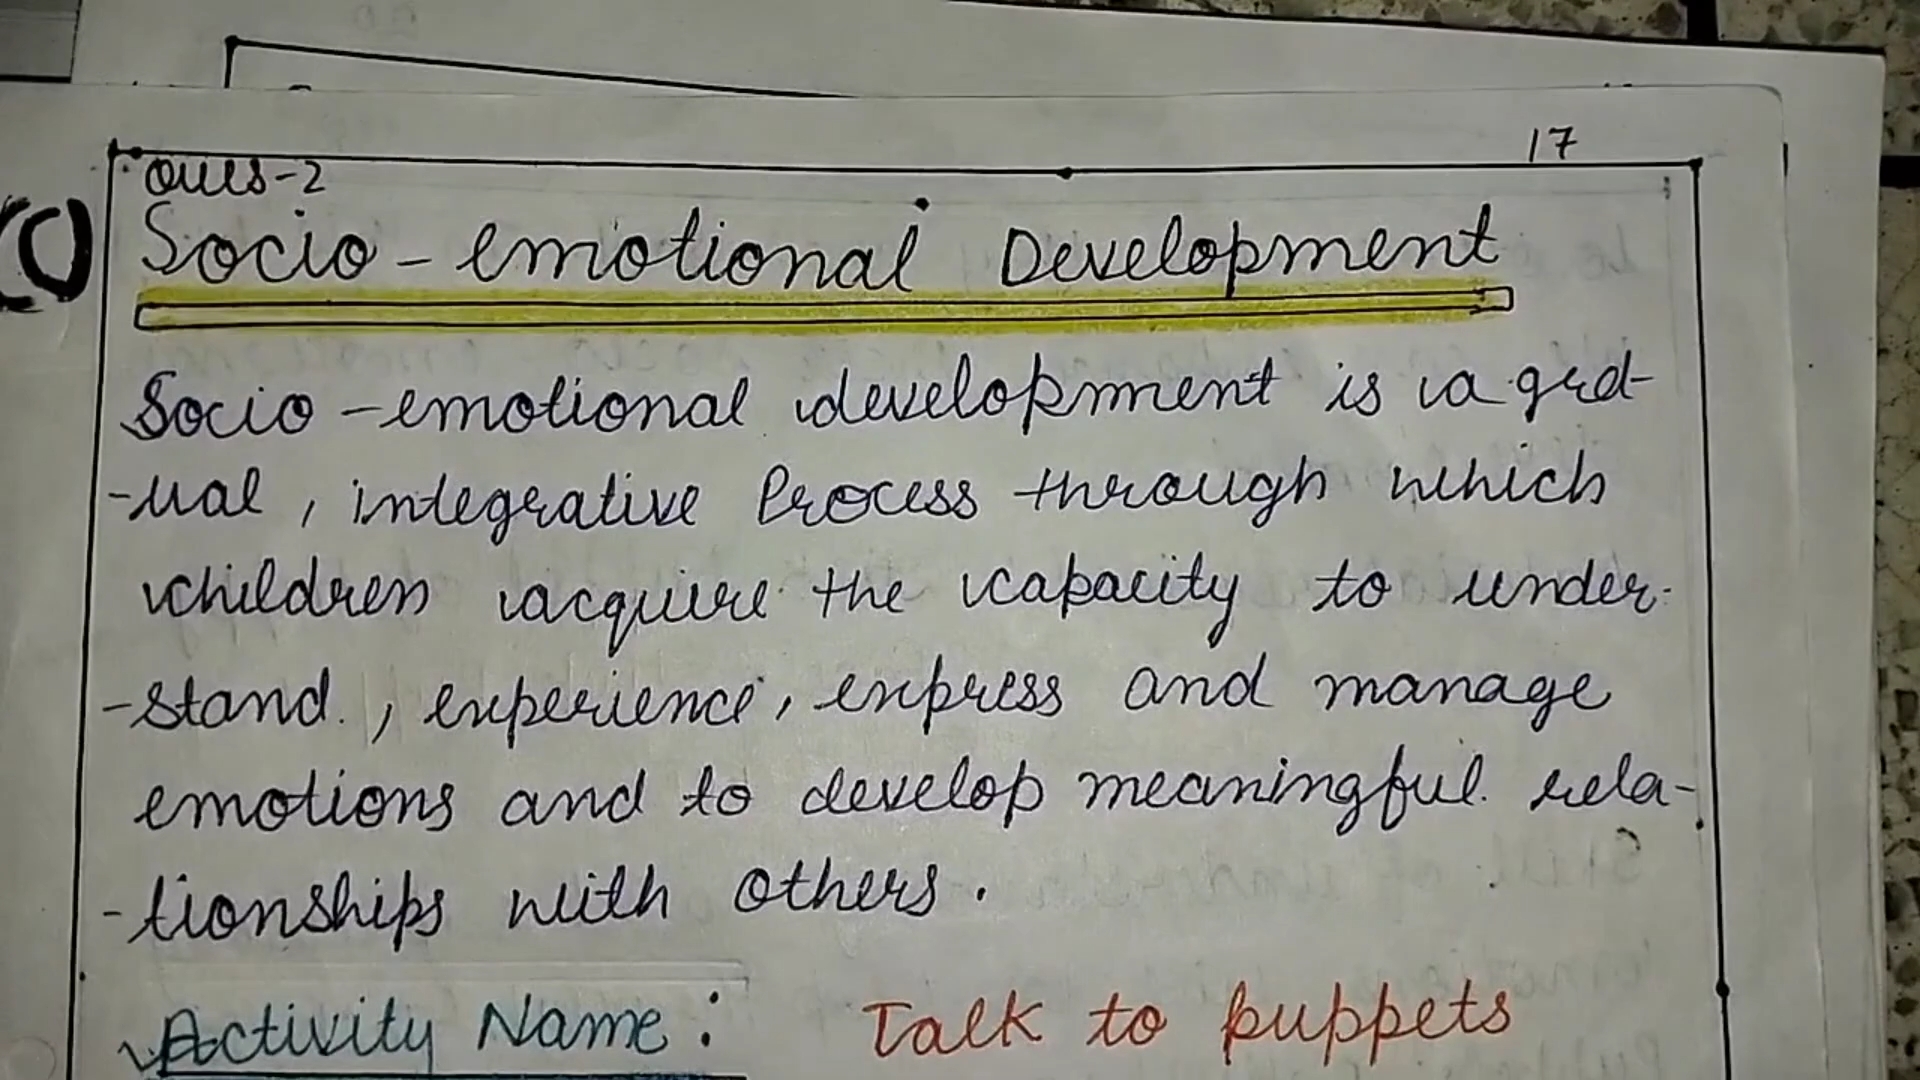 17
Ques-2
(C) Socio-emotional Development
Socio-emotional development is a grd-
-ual, integrative Process through which
children acquire the capacity to under-
-stand, experience, express and manage
emotions and to develop meaningful rela-
-tionships with others.
Activity Name: Talk to puppets